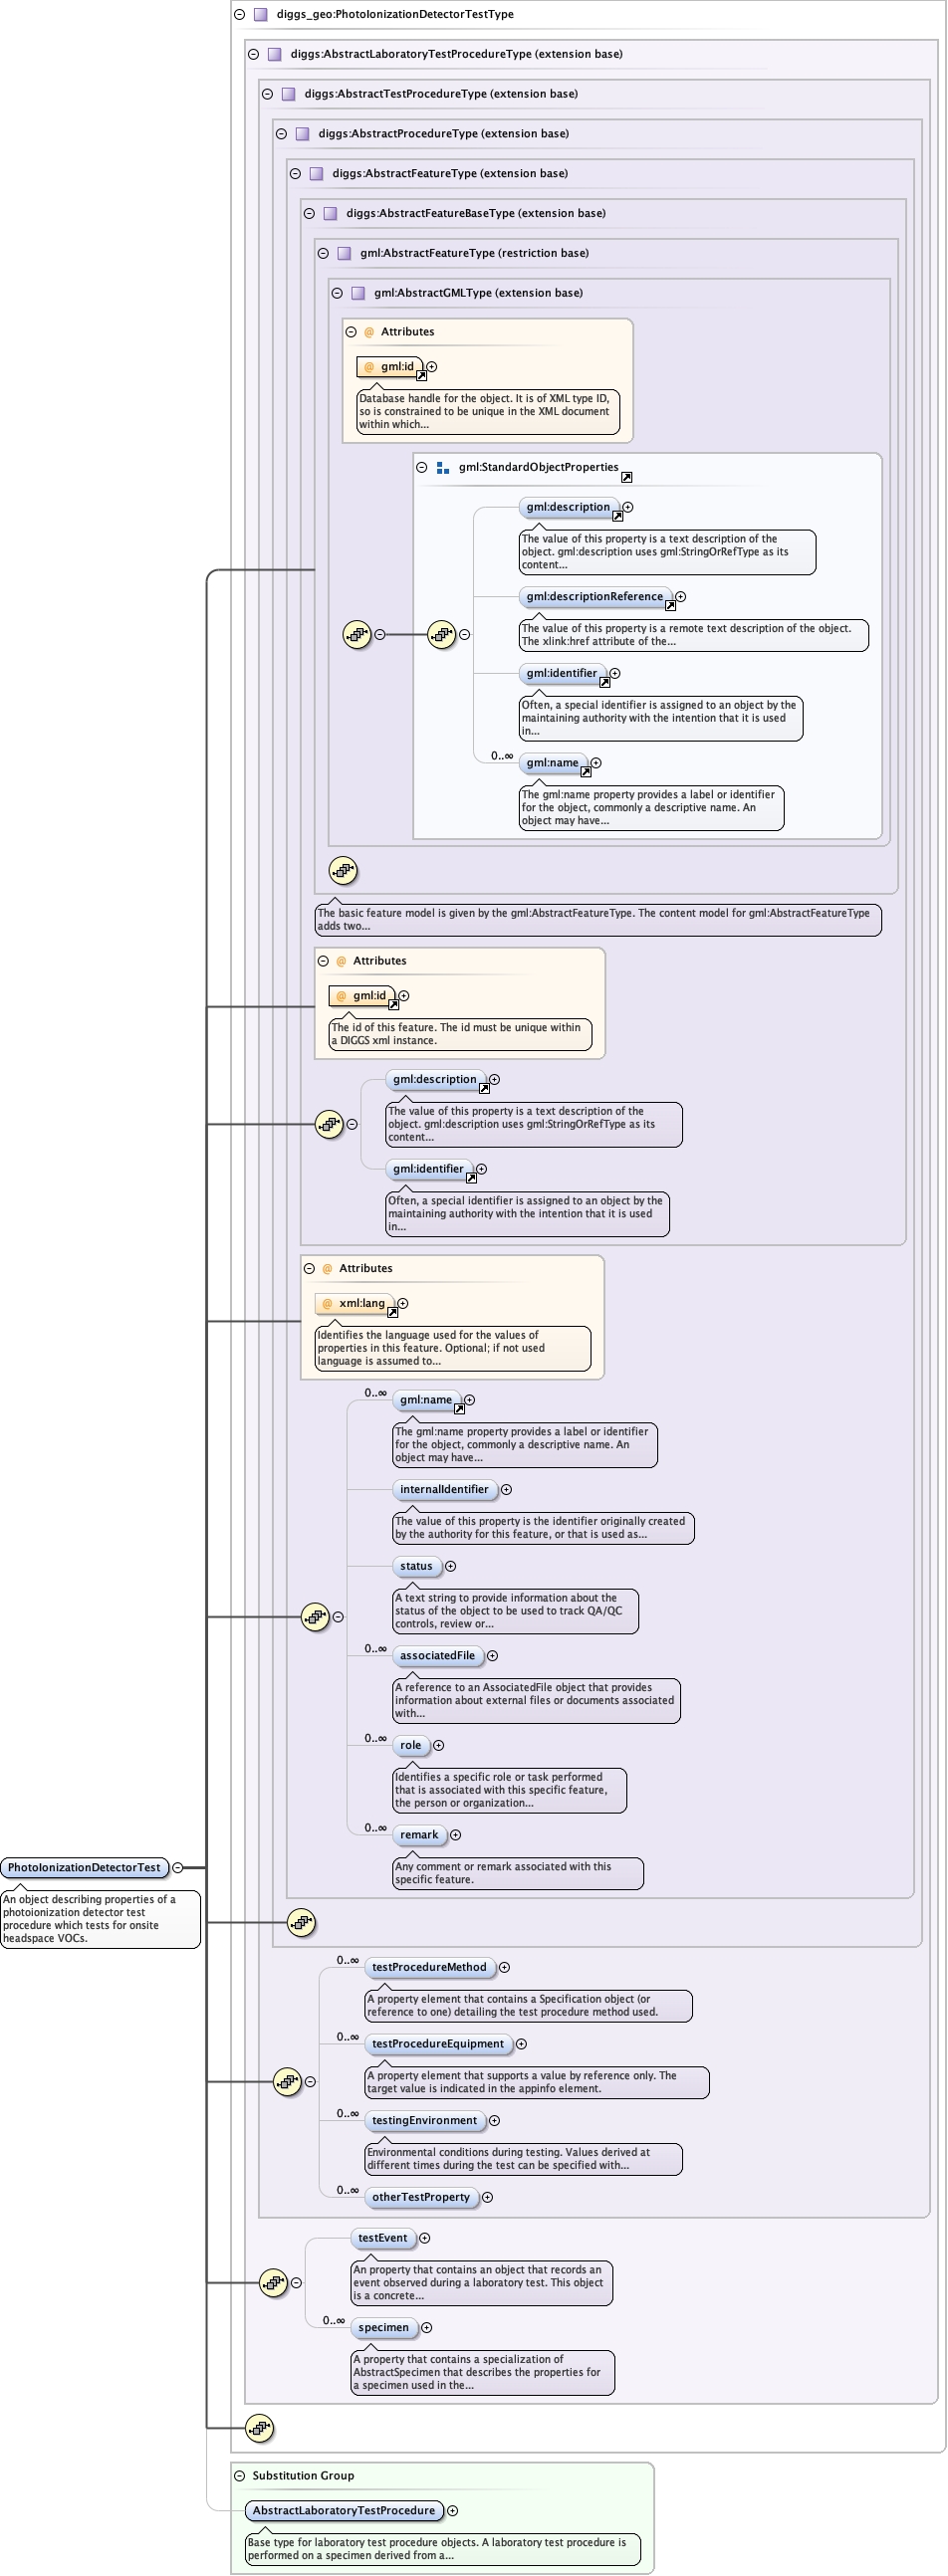 diggs_geo:PhotoIonizationDetectorTestType
diggs:AbstractLaboratoryTestProcedureType (extension base)
diggs:AbstractTestProcedureType (extension base)
diggs:AbstractProcedureType (extension base)
diggs:AbstractFeatureType (extension base)
diggs:AbstractFeatureBaseType (extension base)
gml:AbstractFeatureType (restriction base)
gml:AbstractGMLType (extension base)
@ Attributes
@ gml:id
Database handle for the object. It is of XML type ID,
so is constrained to be unique in the XML document
within which...
gml:StandardObjectProperties
gml:description
The value of this property is a text description of the
object. gml:description uses gml:StringOrRefType as its
content...
gml:descriptionReference
The value of this property is a remote text description of the object.
The xlink:href attribute of the...
gml:identifier
Often, a special identifier is assigned to an object by the
maintaining authority with the intention that it is used
in...
0..∞
gml:name
The gml:name property provides a label or identifier
for the object, commonly a descriptive name. An
object may have...
The basic feature model is given by the gml:AbstractFeatureType. The content model for gml:AbstractFeatureType
adds two...
@ Attributes
@ gml:id
The id of this feature. The id must be unique within
a DIGGS xml instance.
gml:description
The value of this property is a text description of the
object. gml:description uses gml:StringOrRefType as its
content...
gml:identifier
Often, a special identifier is assigned to an object by the
maintaining authority with the intention that it is used
in...
@ Attributes
@ xml:lang
Identifies the language used for the values of
properties in this feature. Optional; if not used
language is assumed to...
0..∞
gml:name
The gml:name property provides a label or identifier
for the object, commonly a descriptive name. An
object may have...
internalIdentifier
The value of this property is the identifier originally created
by the authority for this feature, or that is used as...
status
A text string to provide information about the
status of the object to be used to track QA/QC
controls, review or...
0..∞
associatedFile
A reference to an AssociatedFile object that provides
information about external files or documents associated
with...
0..∞
role
Identifies a specific role or task performed
that is associated with this specific feature,
the person or organization...
0..∞
remark
Any comment or remark associated with this
specific feature.
PhotoIonizationDetectorTest
An object describing properties of a
photoionization detector test
procedure which tests for onsite
headspace VOCs.
0..∞
testProcedureMethod
A property element that contains a Specification object (or
reference to one) detailing the test procedure method used.
0..∞
testProcedureEquipment
A property element that supports a value by reference only. The
target value is indicated in the appinfo element.
0..∞
testingEnvironment
Environmental conditions during testing. Values derived at
different times during the test can be specified with...
0..∞
otherTestProperty
testEvent
An property that contains an object that records an
event observed during a laboratory test. This object
is a concrete...
0..∞
specimen
A property that contains a specialization of
AbstractSpecimen that describes the properties for
a specimen used in the...
Substitution Group
AbstractLaboratoryTestProcedure
Base type for laboratory test procedure objects. A laboratory test procedure is
performed on a specimen derived from a...